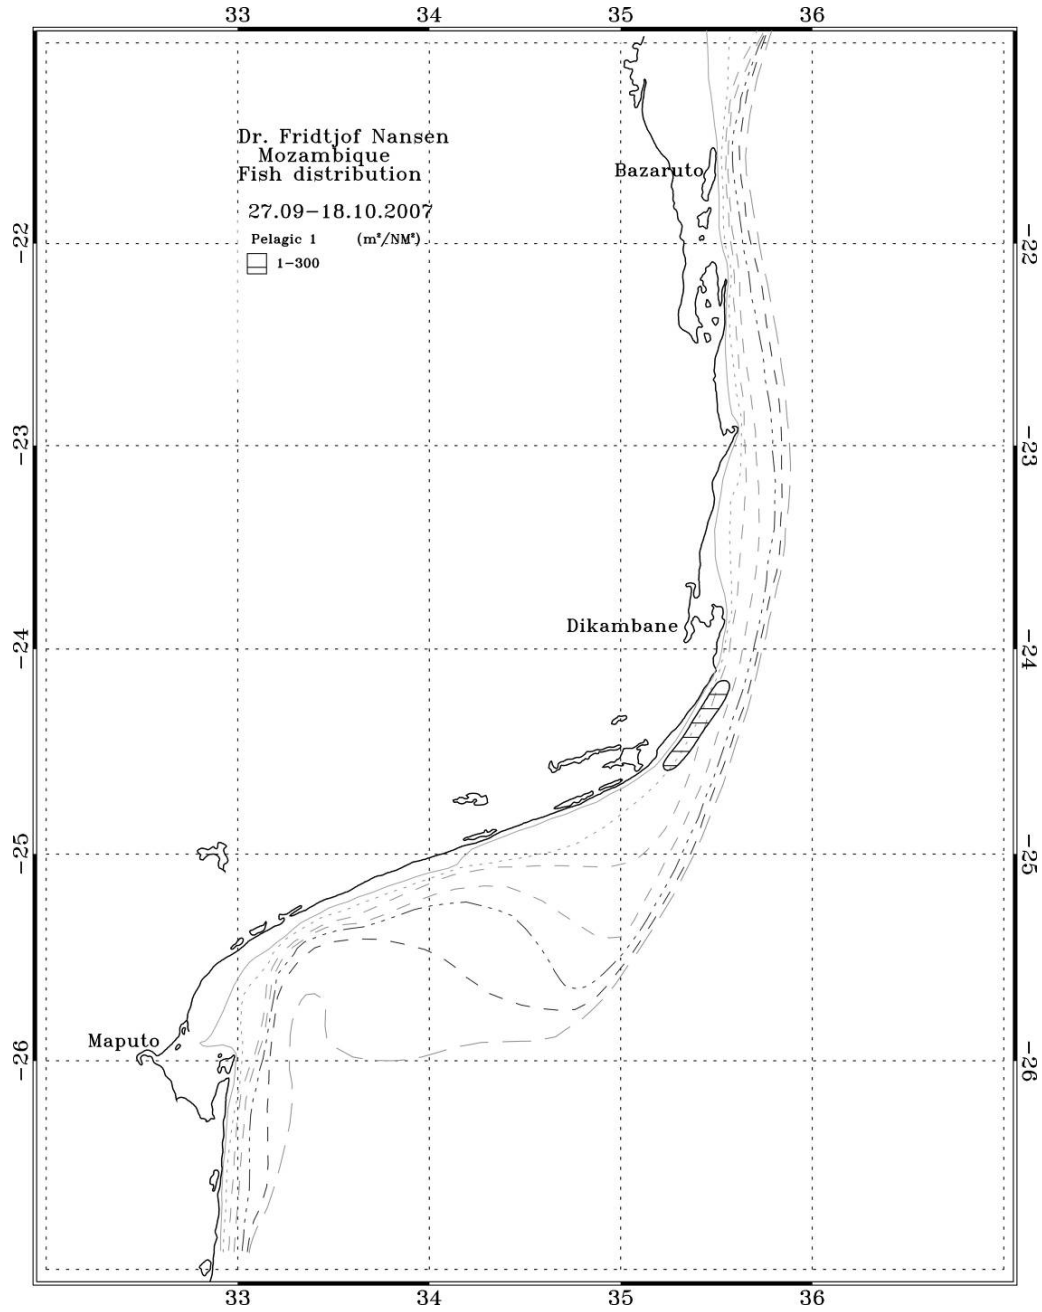 33 34 35 36
Dr. Fridtjof Nansen
Mozambique
Fish distribution
27.09-18.10.2007
Pelagic 1 (m²/NM²)
1-300
Bazaruto
-22 -22
-23 -23
Dikambane
-24 -24
-25 -25
Maputo
-26 -26
33 34 35 36